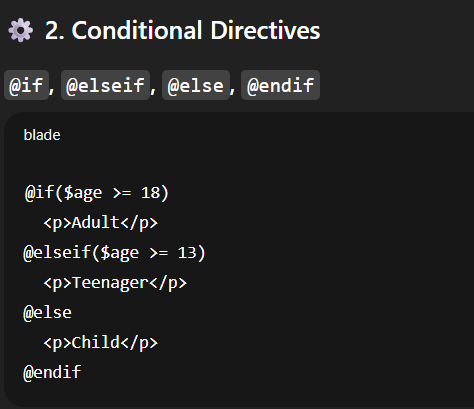 ⚙️ 2. Conditional Directives
@if, @elseif, @else, @endif
blade
@if($age >= 18)
  <p>Adult</p>
@elseif($age >= 13)
  <p>Teenager</p>
@else
  <p>Child</p>
@endif